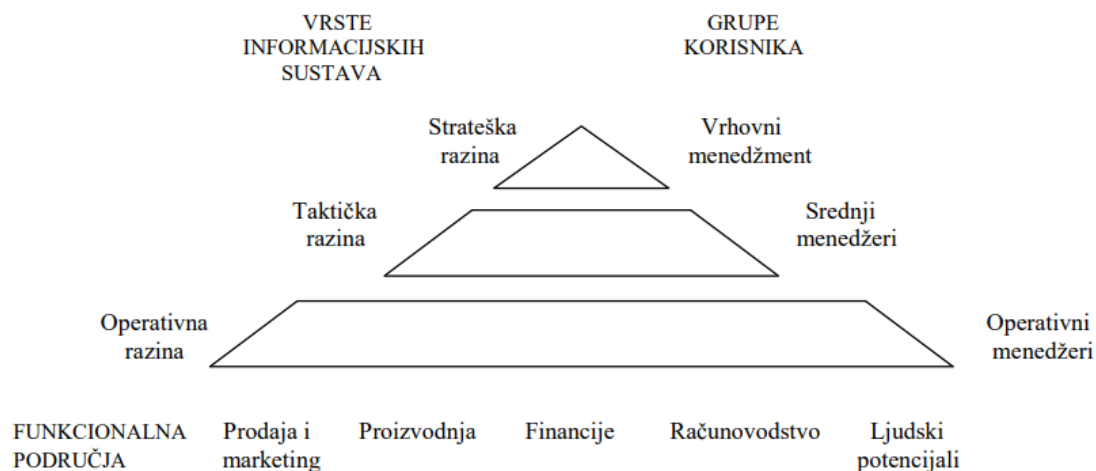 VRSTE
INFORMACIJSKIH
SUSTAVA
GRUPE
KORISNIKA
Strateška
razina
Vrhovni
menedžment
Taktička
razina
Srednji
menedžeri
Operativna
razina
Operativni
menedžeri
FUNKCIONALNA
PODRUČJA
Prodaja i
marketing
Proizvodnja
Financije
Računovodstvo
Ljudski
potencijali